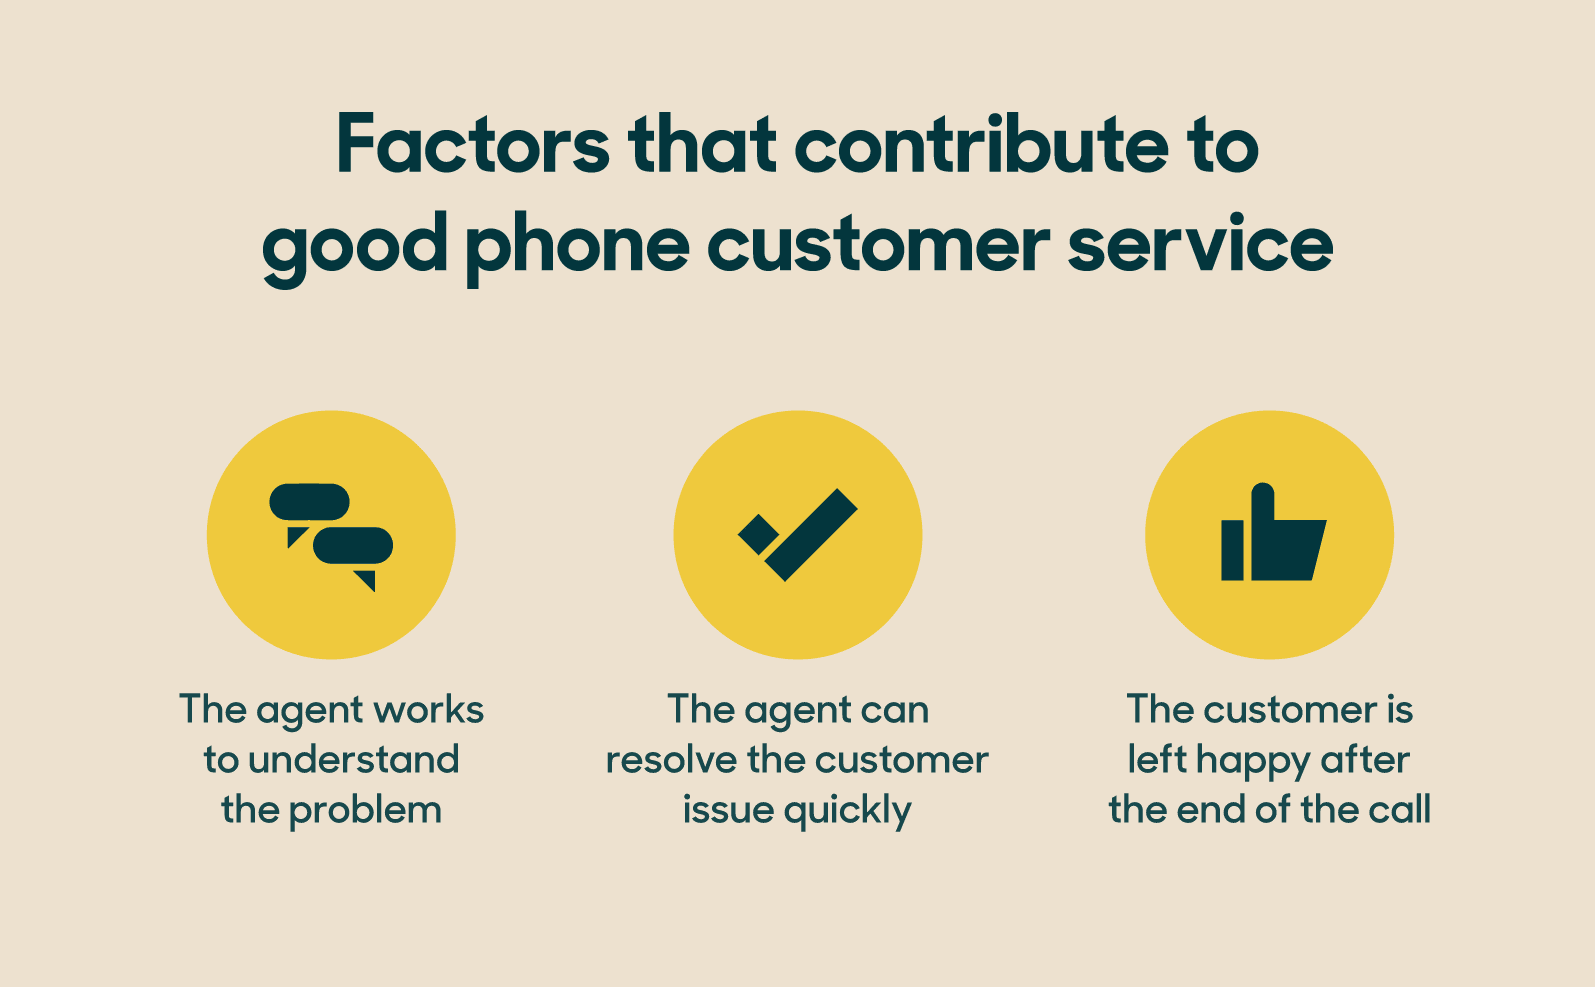 Factors that contribute to
good phone customer service
The agent works
to understand
the problem
The agent can
resolve the customer
issue quickly
The customer is
left happy after
the end of the call